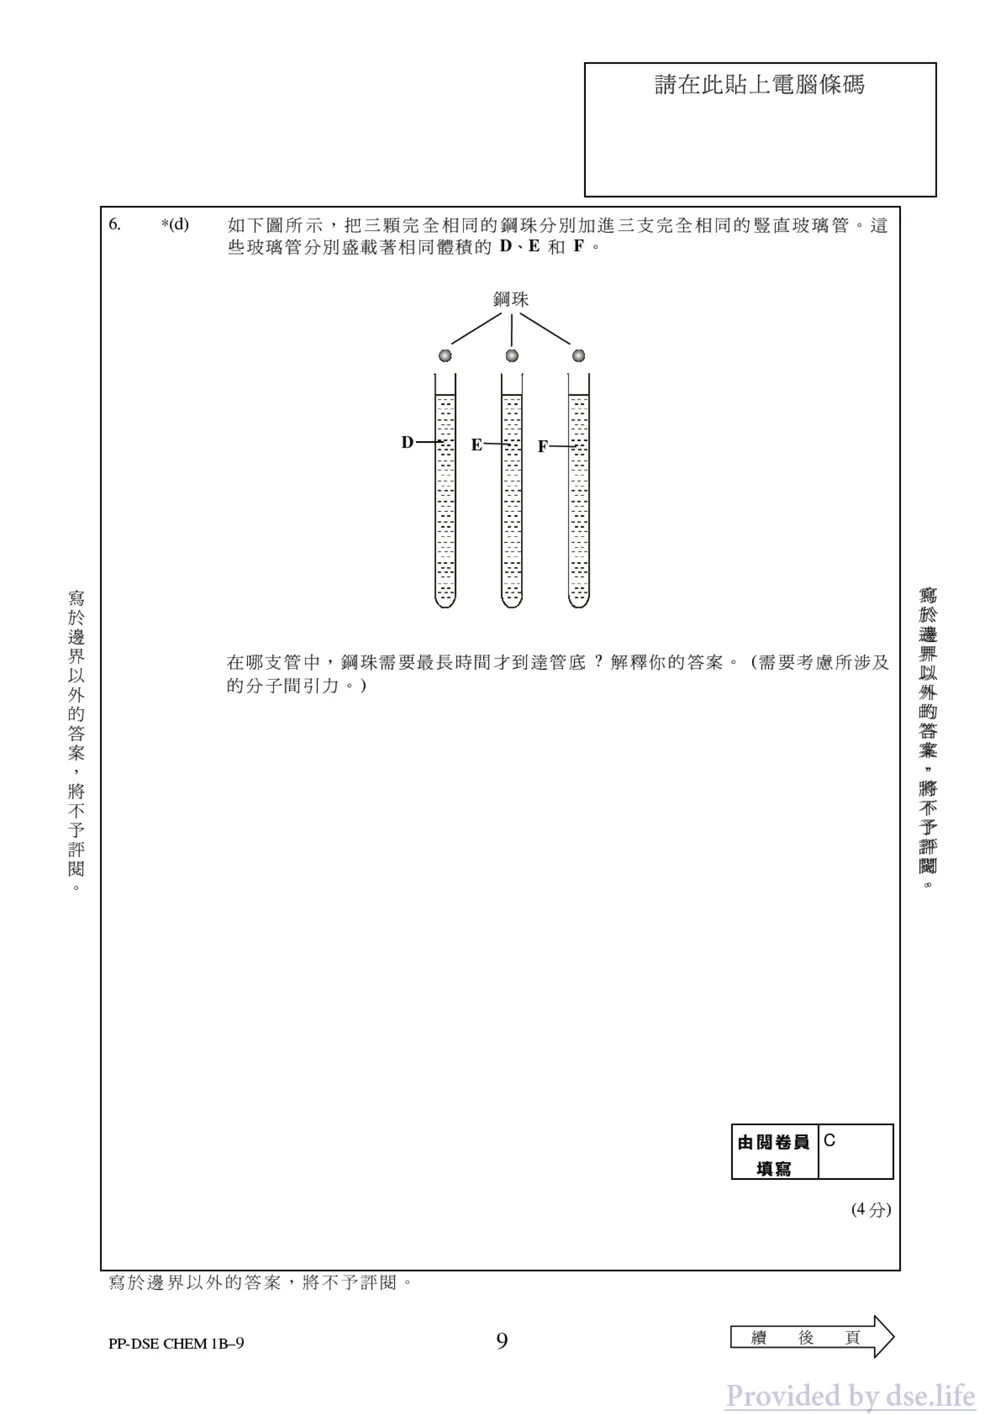 請在此貼上電腦條碼
6. *(d) 如下圖所示，把三顆完全相同的鋼珠分別加進三支完全相同的豎直玻璃管。這
些玻璃管分別盛載著相同體積的 D、E 和 F。
鋼珠
D E F
在哪支管中，鋼珠需要最長時間才到達管底？解釋你的答案。(需要考慮所涉及
的分子間引力。)
寫於邊界以外的答案，將不予評閱。
寫於邊界以外的答案，將不予評閱。
由閱卷員 C
填寫
(4 分)
寫於邊界以外的答案，將不予評閱。
PP-DSE CHEM 1B–9
9
續 後 頁
Provided by dse.life